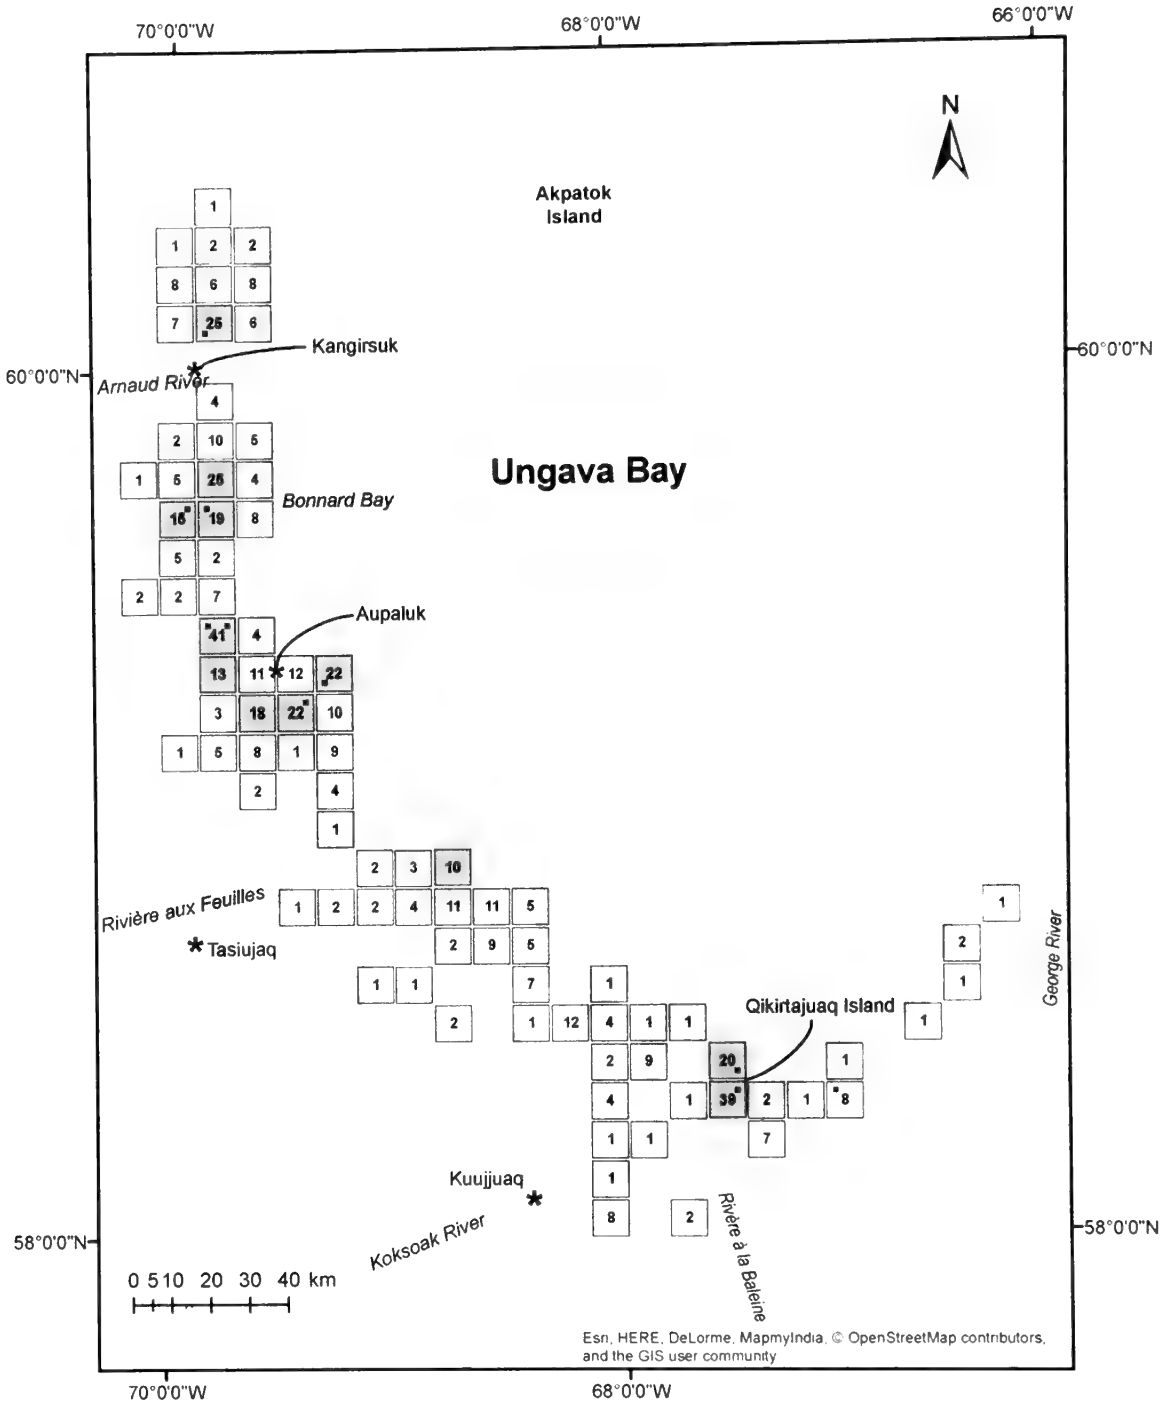 70°0'0"W 68°0'0"W 66°0'0"W
N
Akpatok
Island
1
1 2 2
8 6 8
7 25 6
Kangirsuk
60°0'0"N 60°0'0"N
Arnaud River
4
2 10 5
Ungava Bay
1 5 25 4
Bonnard Bay
15 19 8
5 2
2 2 7
Aupaluk
41 4
13 11 12 22
3 18 22 10
1 5 8 1 9
2 4
1
2 3 10
Rivière aux Feuilles
1 2 2 4 11 11 5 1
George River
2 9 5 2
Tasiujaq
1 1 7 1 1
Qikirtajuaq Island
2 1 12 4 1 1 1
2 9 20 1
4 1 39 2 1 8
1 1 7
Kuujjuaq
1
8 2
Koksoak River
Rivère à la Baleine
58°0'0"N 58°0'0"N
0 5 10 20 30 40 km
Esri, HERE, DeLorme, MapmyIndia, © OpenStreetMap contributors,
and the GIS user community
70°0'0"W 68°0'0"W